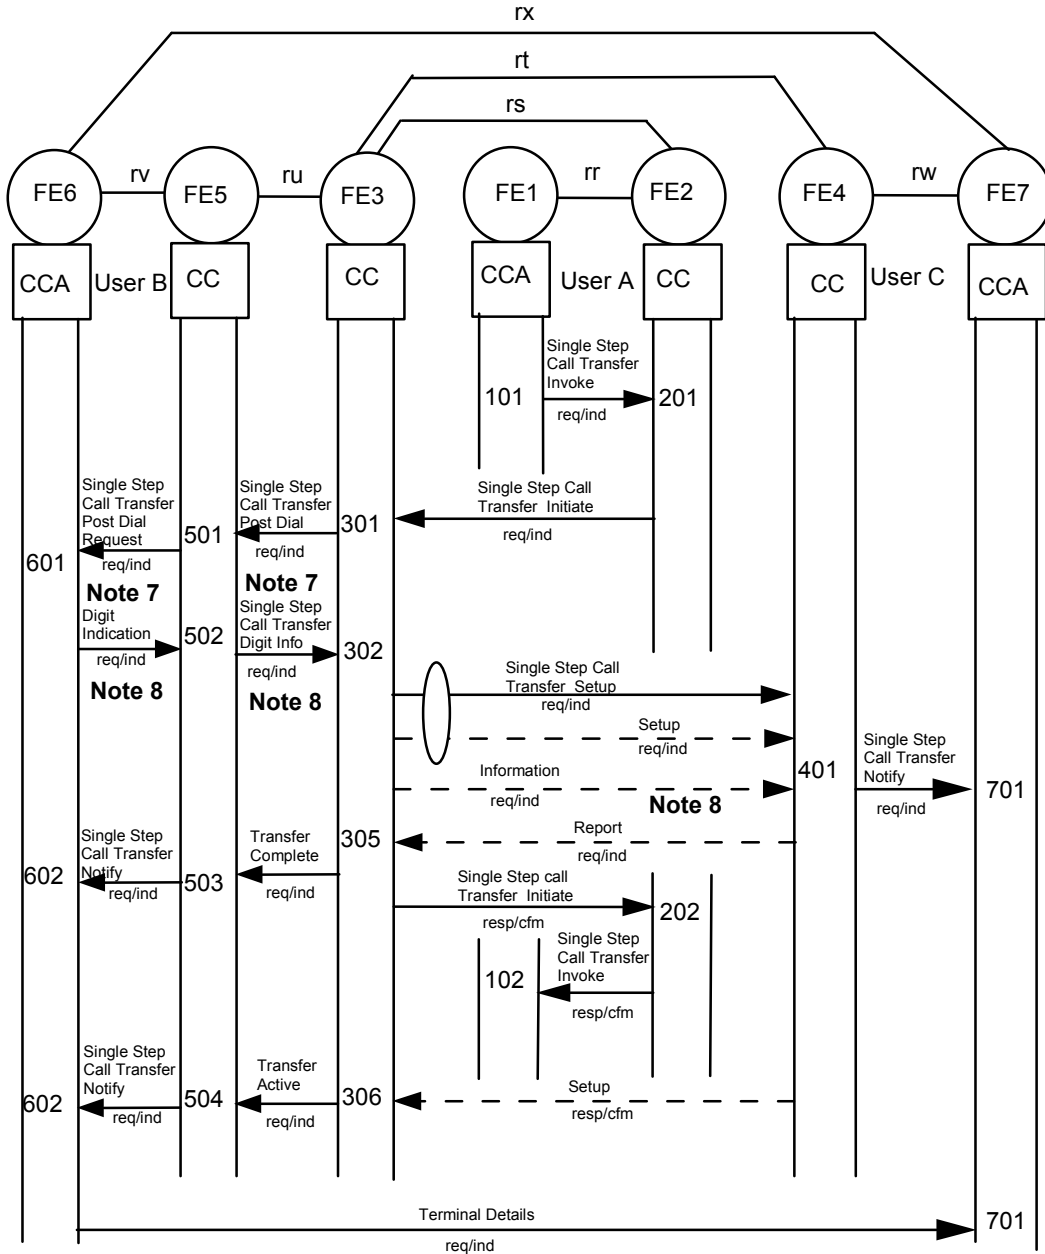 rx
rt
rs
rv
ru
rr
rw
FE6
FE5
FE3
FE1
FE2
FE4
FE7
CCA
User B
CC
CC
CCA
User A
CC
CC
User C
CCA
Single Step
Call Transfer
Invoke
101
201
req/ind
Single Step
Call Transfer
Post Dial
Request
501
req/ind
601
Note 7
Single Step
Call Transfer
Post Dial
301
req/ind
Note 7
Single Step Call
Transfer Initiate
req/ind
Digit
Indication
502
req/ind
Note 8
Single Step
Call Transfer
Digit Info
302
req/ind
Note 8
Single Step Call
Transfer Setup
req/ind
Setup
req/ind
Information
req/ind
Note 8
401
Single Step
Call Transfer
Notify
req/ind
701
Report
req/ind
305
Transfer
Complete
req/ind
Single Step
Call Transfer
Notify
602
503
req/ind
Single Step call
Transfer Initiate
resp/cfm
202
Single Step
Call Transfer
Invoke
102
resp/cfm
Single Step
Call Transfer
Notify
602
504
req/ind
Transfer
Active
306
req/ind
Setup
resp/cfm
Terminal Details
req/ind
701